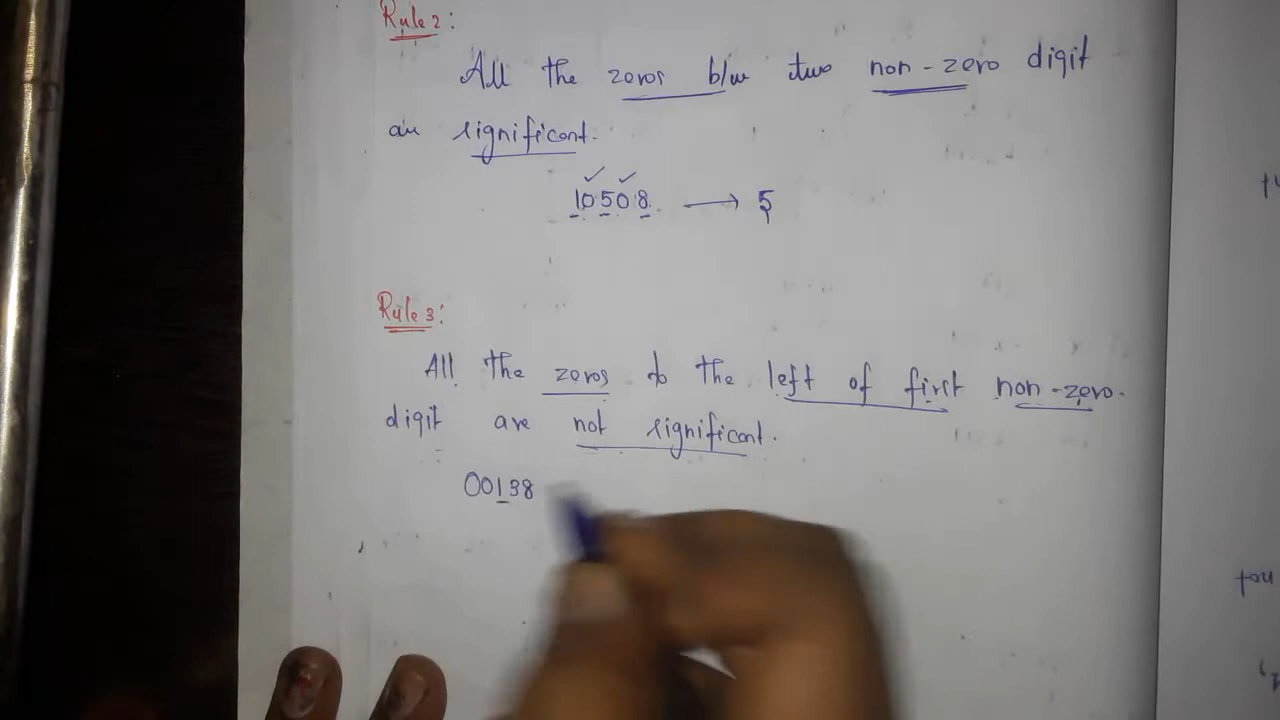 Rule 2:
All the zeros b/w two non-zero digit
are significant.
10508 → 5
Rule 3:
All the zeros to the left of first non-zero.
digit are not significant.
00138